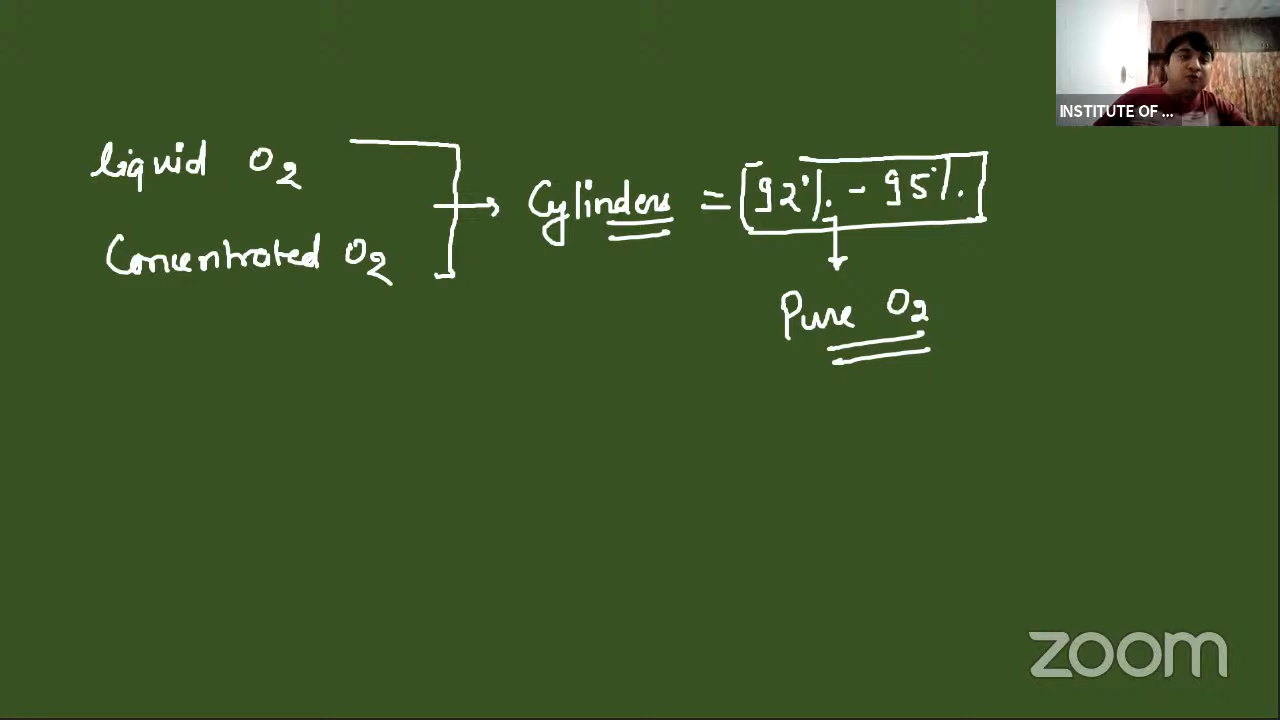 INSTITUTE OF ...
liquid O2
Concentrated O2
Cylinders = [92% - 95%]
Pure O2
zoom